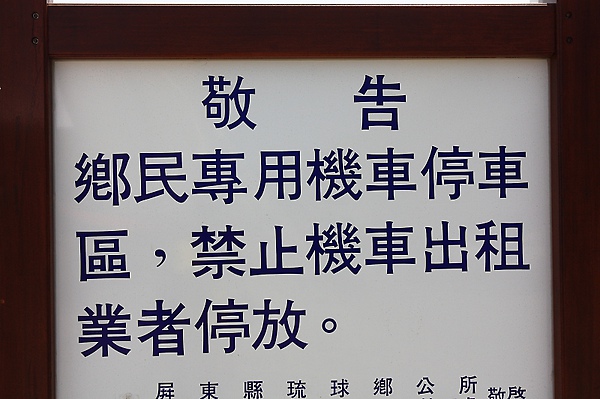 敬告
鄉民專用機車停車
區，禁止機車出租
業者停放。
屏東縣琉球鄉公所
敬啓